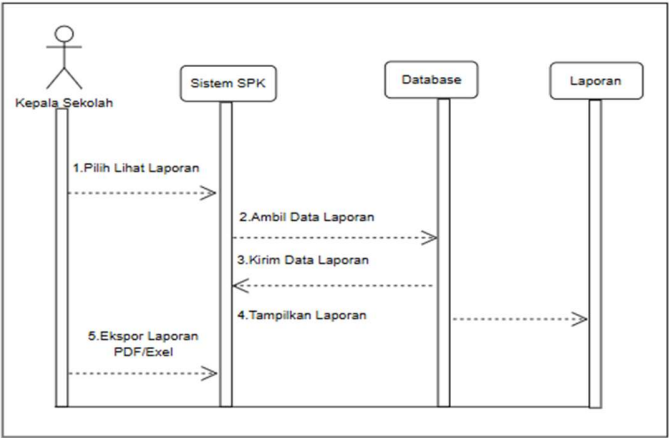 Kepala Sekolah
Sistem SPK
Database
Laporan
1.Pilih Lihat Laporan
2.Ambil Data Laporan
3.Kirim Data Laporan
4.Tampilkan Laporan
5.Ekspor Laporan
PDF/Exel